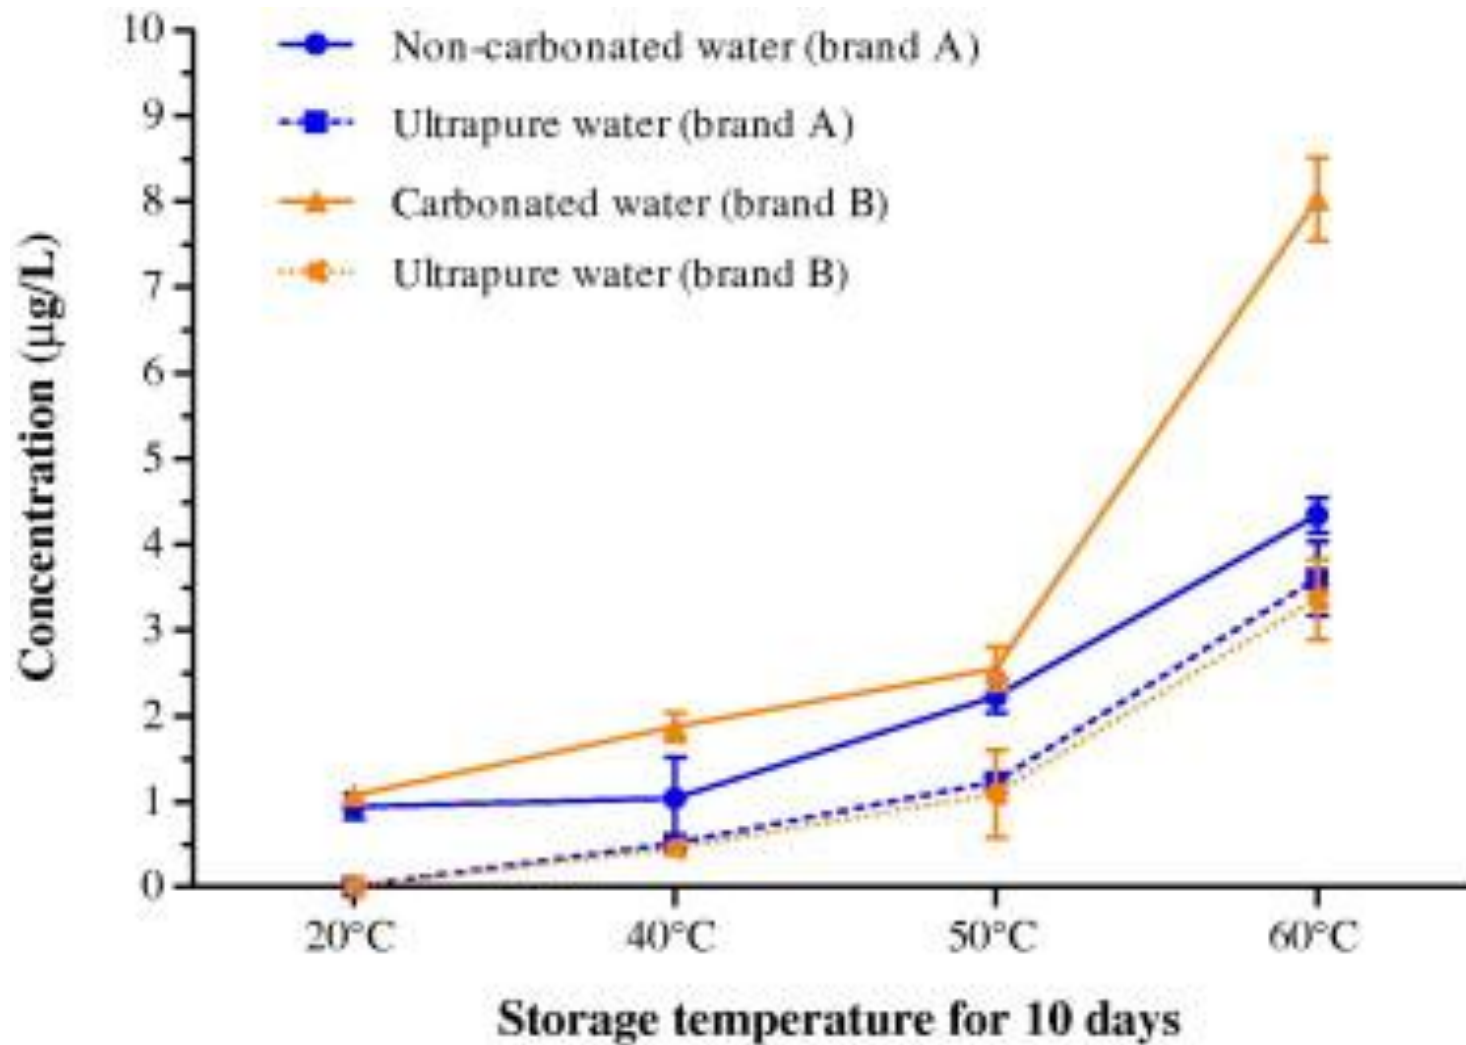 10
Non-carbonated water (brand A)
9
Ultrapure water (brand A)
8
Carbonated water (brand B)
7
Ultrapure water (brand B)
6
5
4
3
2
1
0
Concentration (μg/L)
20°C 40°C 50°C 60°C
Storage temperature for 10 days